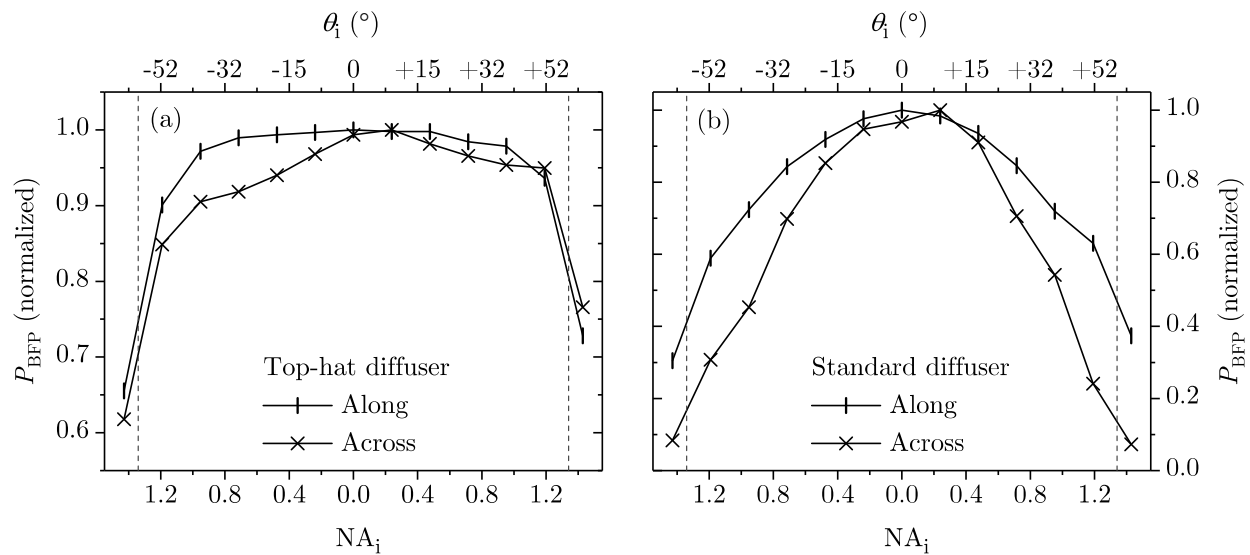 θi (°)
-52 -32 -15 0 +15 +32 +52
(a)
1.0
0.9
0.8
0.7
0.6
PBFP (normalized)
Top-hat diffuser
Along
Across
1.2 0.8 0.4 0.0 0.4 0.8 1.2
NAi
θi (°)
-52 -32 -15 0 +15 +32 +52
(b)
1.0
0.8
0.6
0.4
0.2
0.0
PBFP (normalized)
Standard diffuser
Along
Across
1.2 0.8 0.4 0.0 0.4 0.8 1.2
NAi